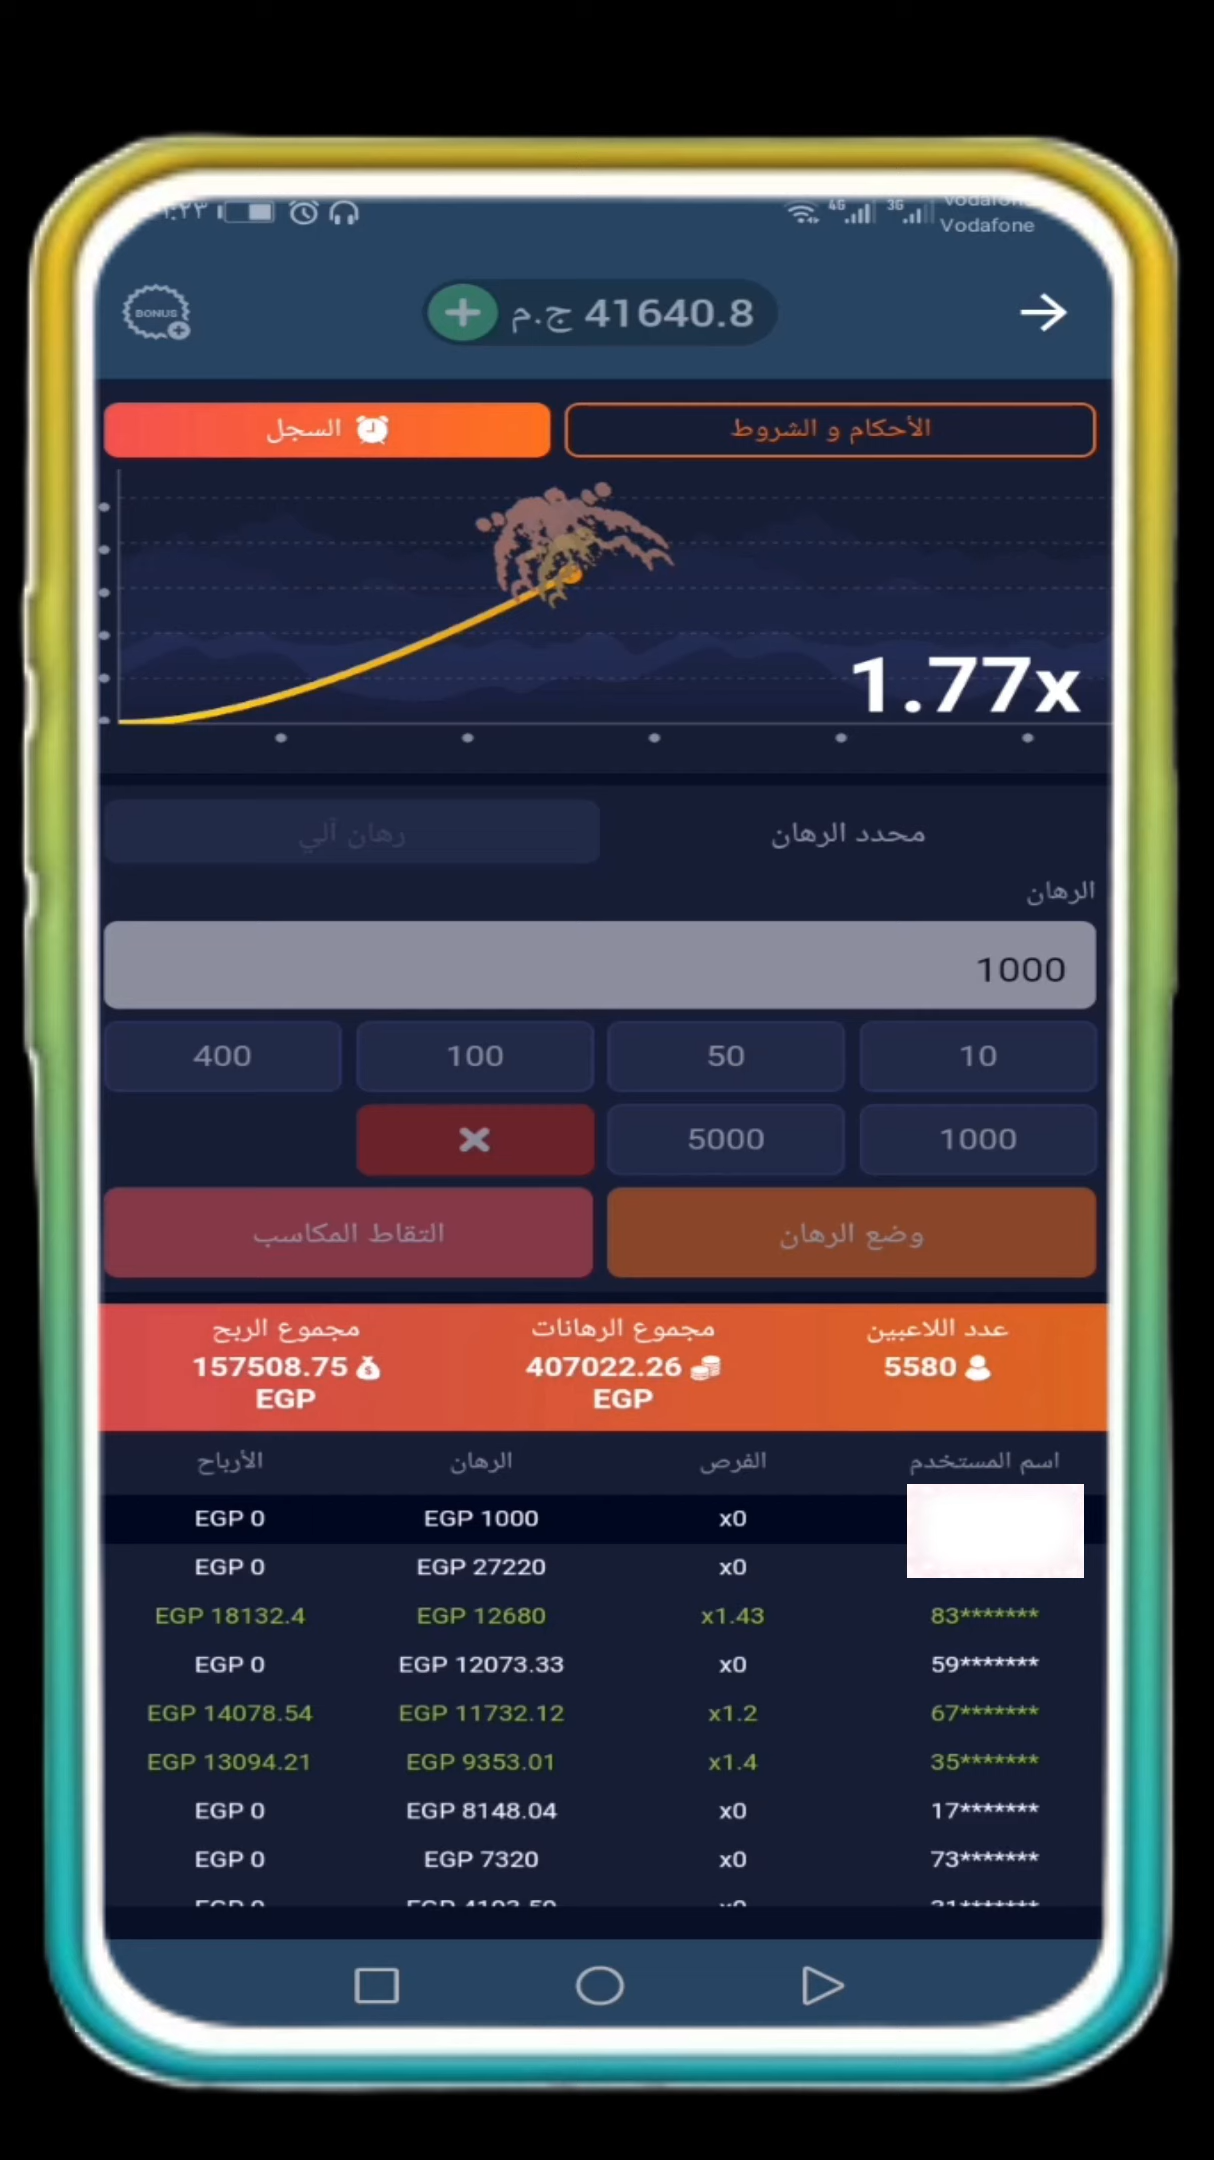 Vodafone
4G 3G
Vodafone
BONUS
41640.8 ج.م
السجل
الأحكام و الشروط
1.77x
محدد الرهان
رهان آلي
الرهان
1000
10 50 100 400
1000 5000
وضع الرهان
التقاط المكاسب
عدد اللاعبين مجموع الرهانات مجموع الربح
5580 407022.26 157508.75
EGP EGP
اسم المستخدم الفرص الرهان الأرباح
x0 EGP 1000 EGP 0
x0 EGP 27220 EGP 0
83******* x1.43 EGP 12680 EGP 18132.4
59******* x0 EGP 12073.33 EGP 0
67******* x1.2 EGP 11732.12 EGP 14078.54
35******* x1.4 EGP 9353.01 EGP 13094.21
17******* x0 EGP 8148.04 EGP 0
73******* x0 EGP 7320 EGP 0